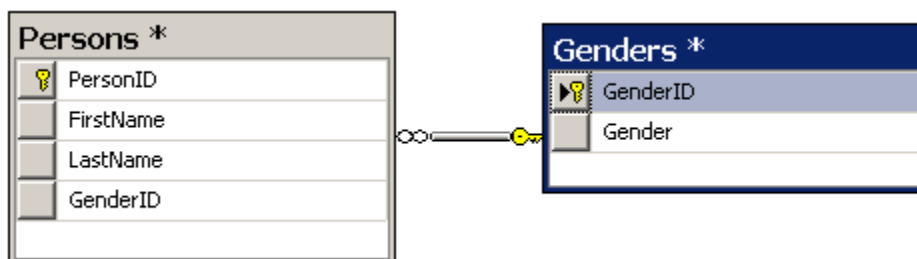 Persons *
PersonID
FirstName
LastName
GenderID
Genders *
GenderID
Gender